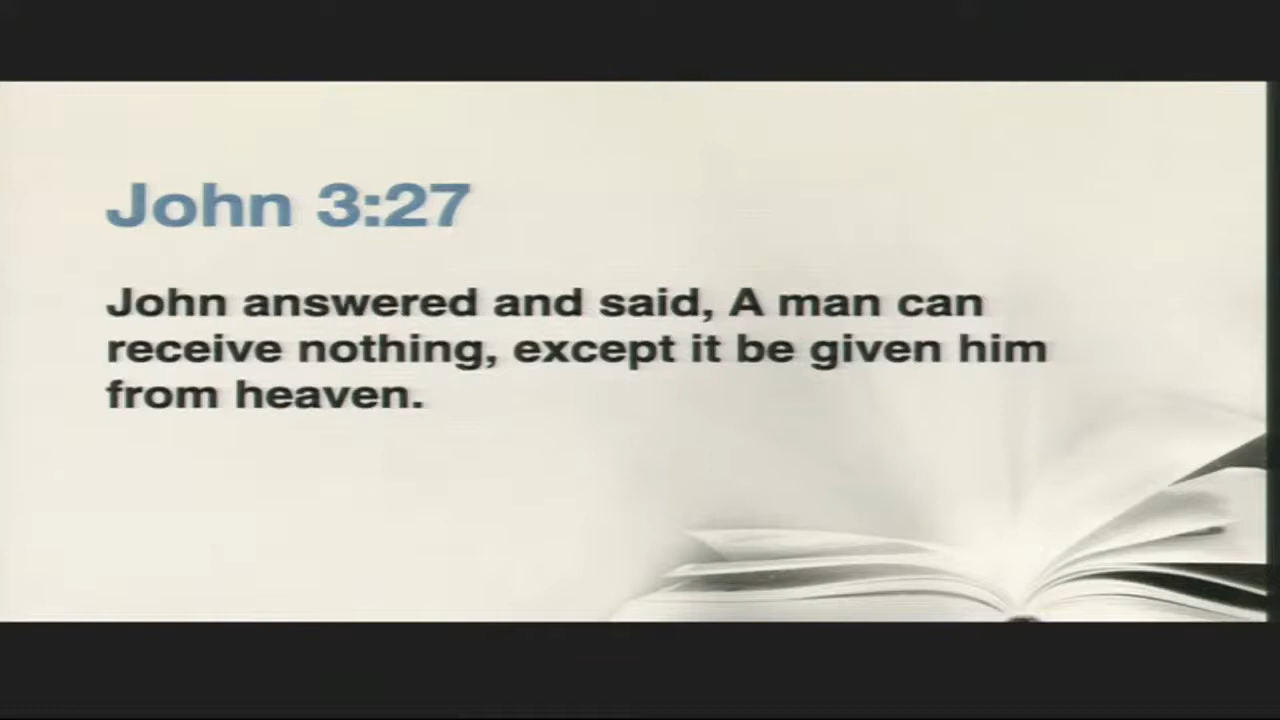 John 3:27
John answered and said, A man can
receive nothing, except it be given him
from heaven.